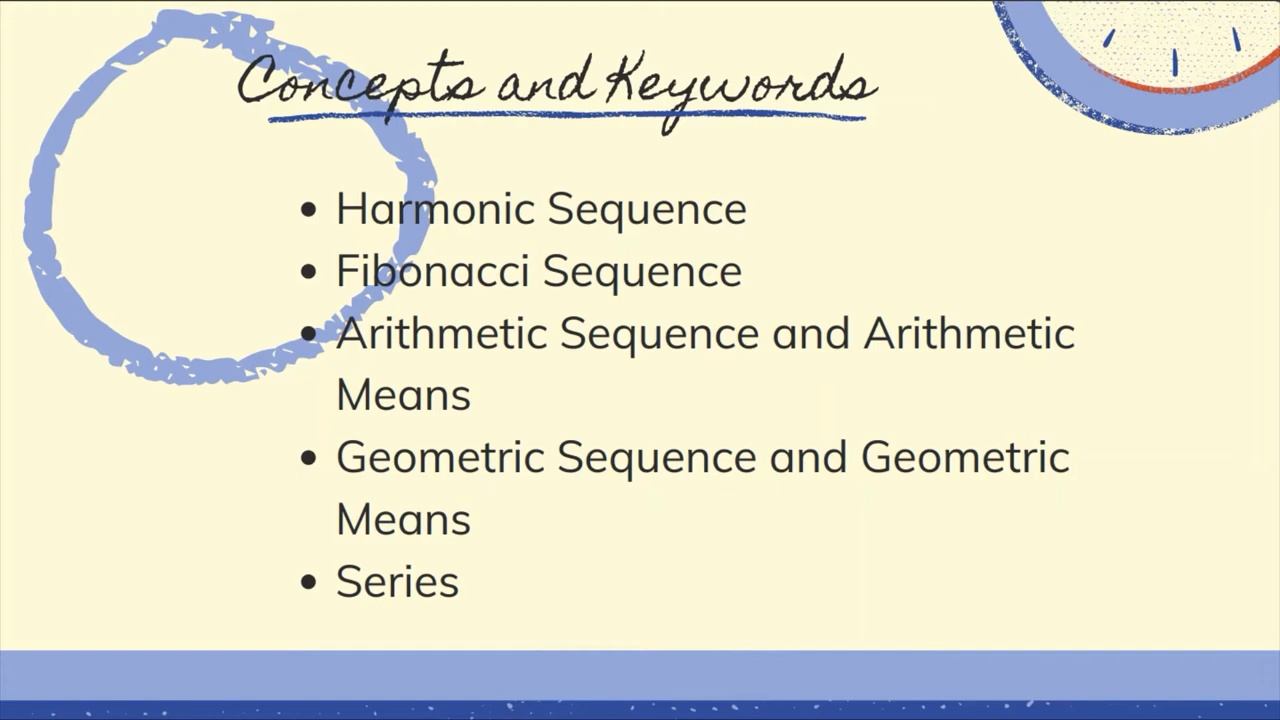 Concepts and Keywords
• Harmonic Sequence
• Fibonacci Sequence
• Arithmetic Sequence and Arithmetic
Means
• Geometric Sequence and Geometric
Means
• Series